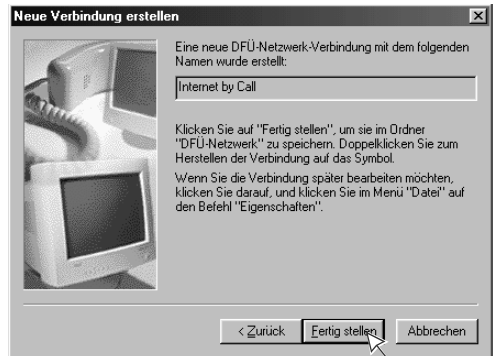 Neue Verbindung erstellen
Eine neue DFÜ-Netzwerk-Verbindung mit dem folgenden
Namen wurde erstellt:
Internet by Call
Klicken Sie auf "Fertig stellen", um sie im Ordner
"DFÜ-Netzwerk" zu speichern. Doppelklicken Sie zum
Herstellen der Verbindung auf das Symbol.
Wenn Sie die Verbindung später bearbeiten möchten,
klicken Sie darauf, und klicken Sie im Menü "Datei" auf
den Befehl "Eigenschaften".
< Zurück Fertig stellen Abbrechen